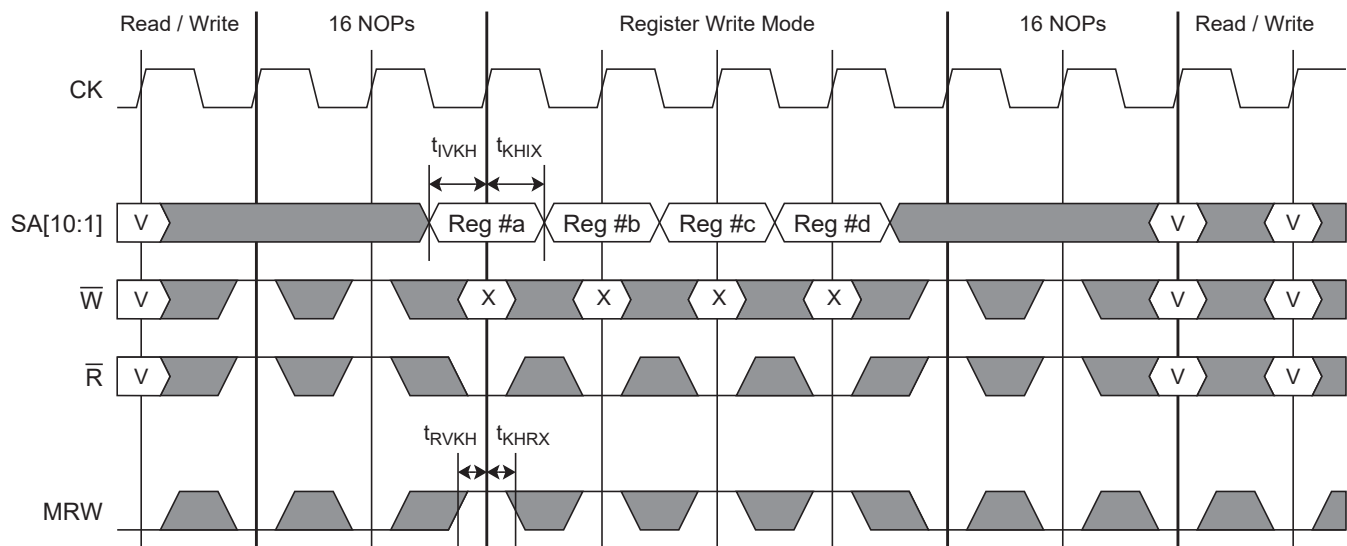 Read / Write 16 NOPs Register Write Mode 16 NOPs Read / Write
CK
tIVKH tKHIX
SA[10:1] V Reg #a Reg #b Reg #c Reg #d V V
W̅ V X X X X V V
R̅ V V V
tRVKH tKHRX
MRW